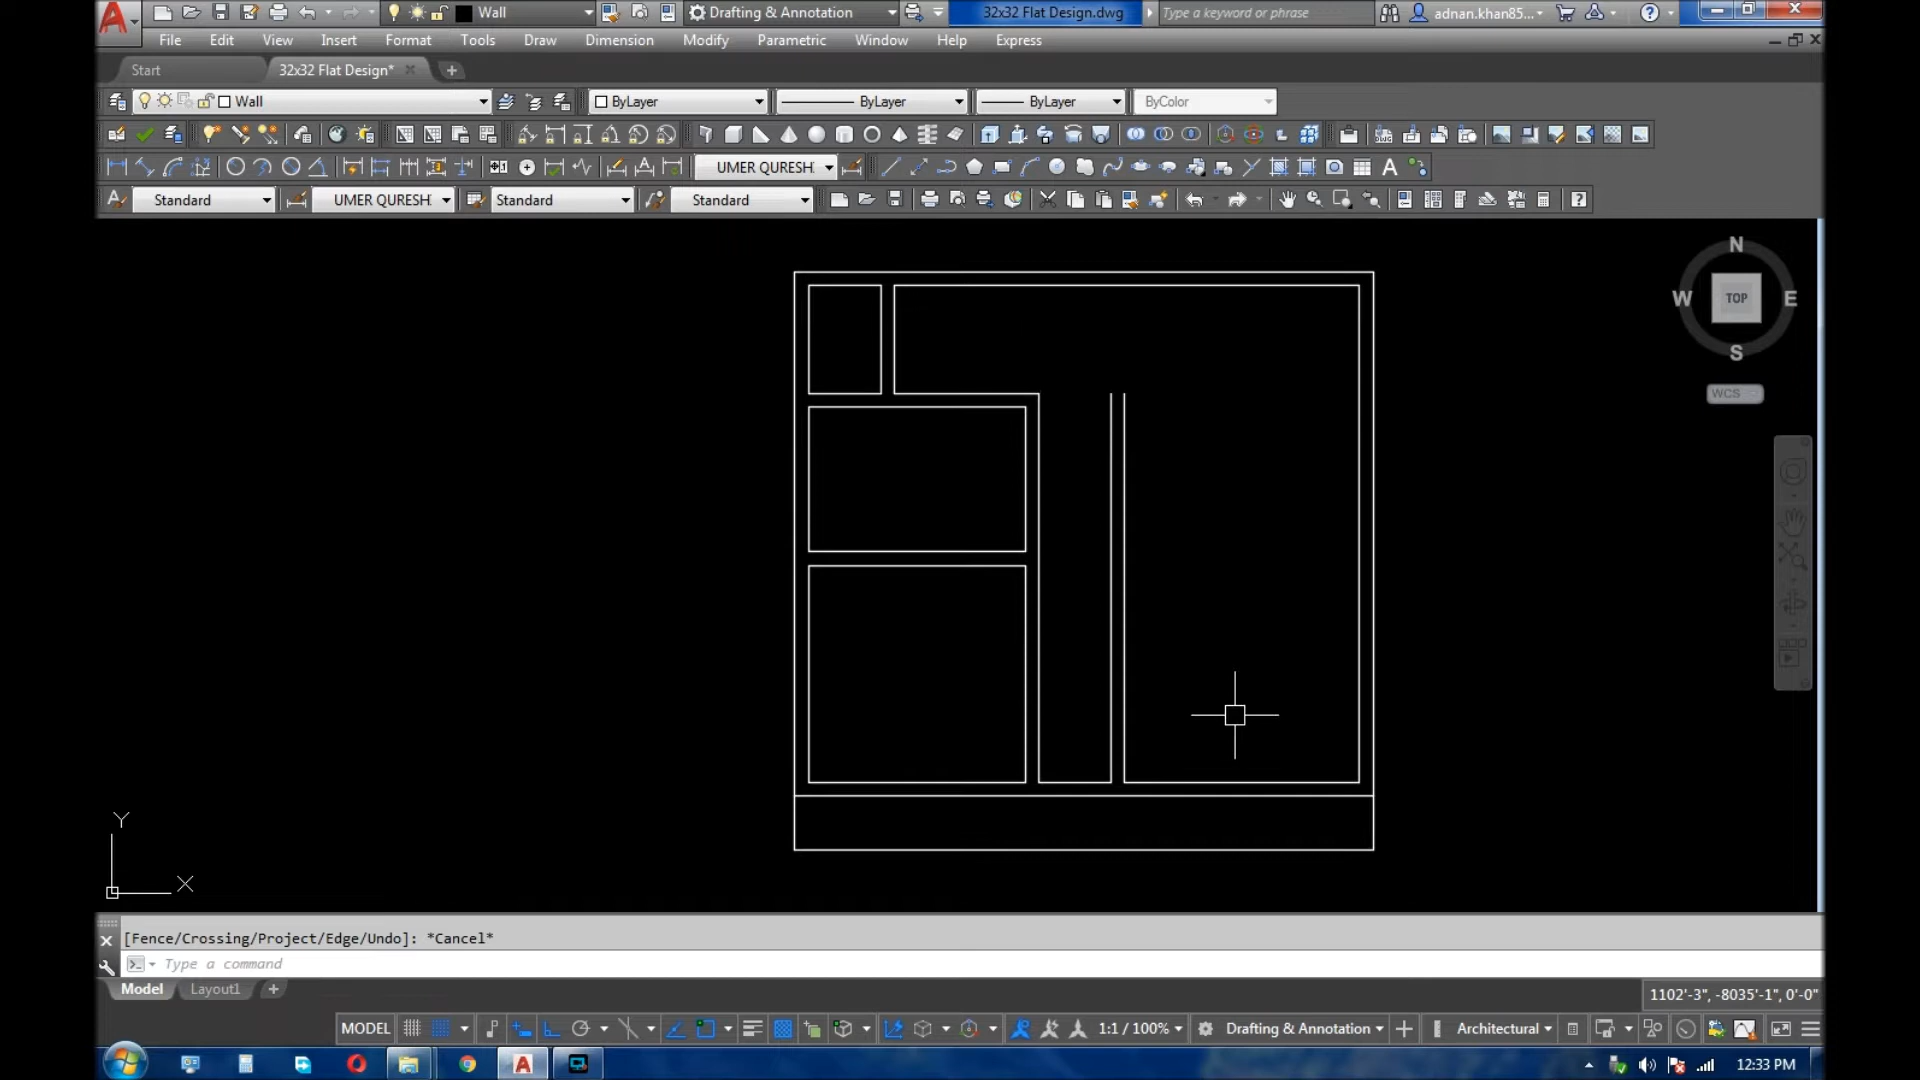 Wall
Drafting & Annotation
32x32 Flat Design.dwg
Type a keyword or phrase
adnan.khan85...
File Edit View Insert Format Tools Draw Dimension Modify Parametric Window Help Express
Start
32x32 Flat Design*
Wall
ByLayer
ByLayer
ByLayer
ByColor
UMER QURESHI
Standard
UMER QURESHI
Standard
Standard
N
W
TOP
E
S
WCS
Y
X
[Fence/Crossing/Project/Edge/Undo]: *Cancel*
Type a command
Model
Layout1
1102'-3", -8035'-1", 0'-0"
MODEL
1:1 / 100%
Drafting & Annotation
Architectural
12:33 PM